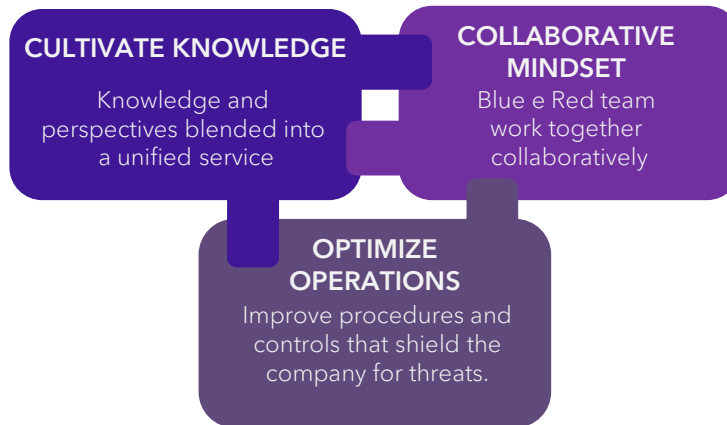 CULTIVATE KNOWLEDGE
Knowledge and
perspectives blended into
a unified service
COLLABORATIVE
MINDSET
Blue e Red team
work together
collaboratively
OPTIMIZE
OPERATIONS
Improve procedures and
controls that shield the
company for threats.